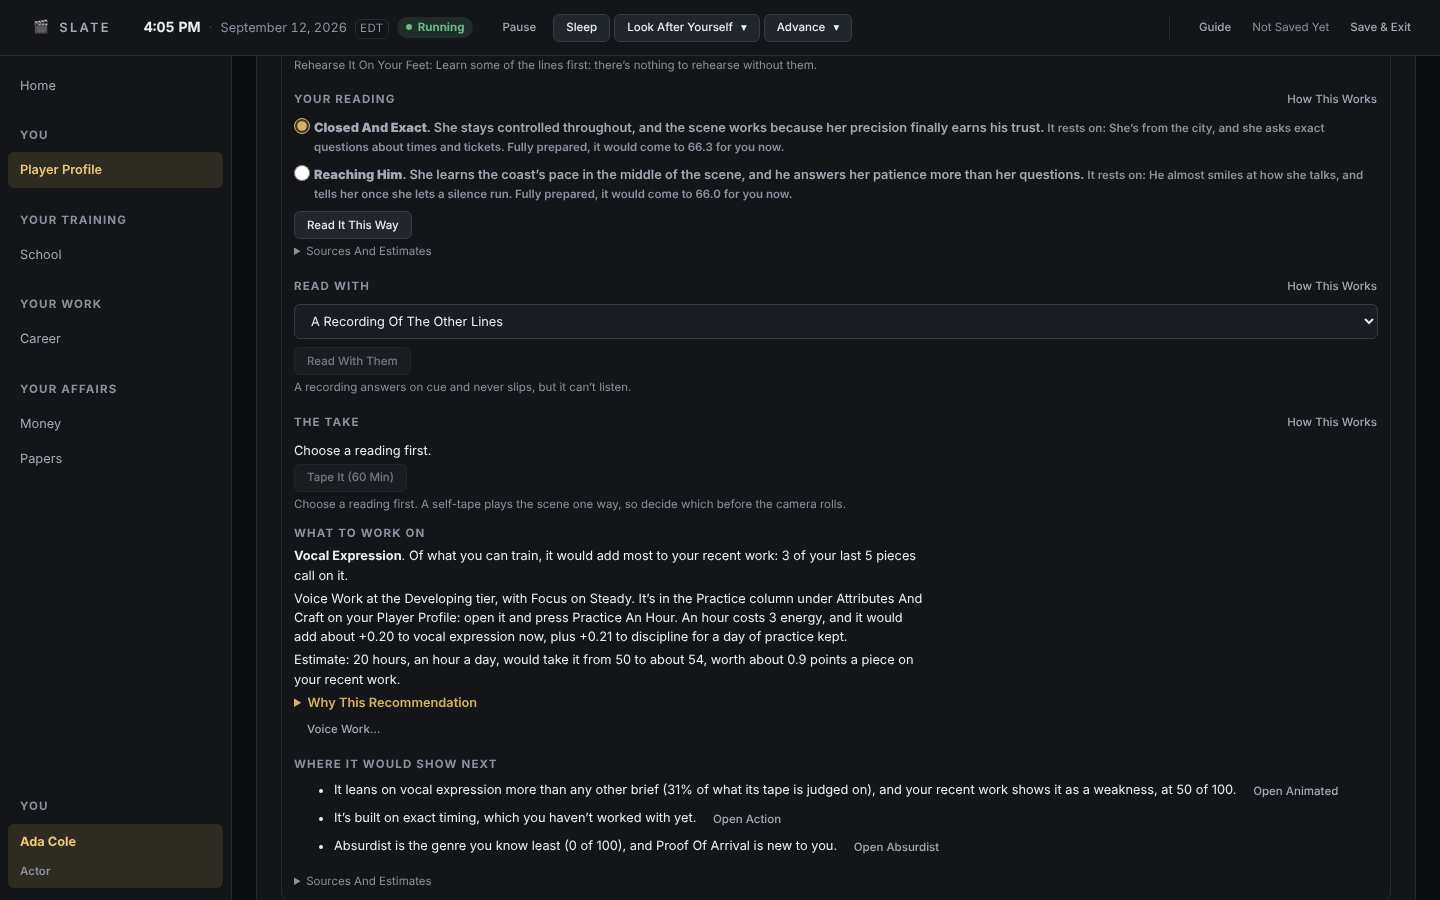 SLATE
4:05 PM · September 12, 2026 EDT Running Pause Sleep Look After Yourself ▾ Advance ▾ Guide Not Saved Yet Save & Exit
Home
YOU
Player Profile
YOUR TRAINING
School
YOUR WORK
Career
YOUR AFFAIRS
Money
Papers
YOU
Ada Cole
Actor
Rehearse It On Your Feet: Learn some of the lines first: there’s nothing to rehearse without them.
YOUR READING How This Works
Closed And Exact. She stays controlled throughout, and the scene works because her precision finally earns his trust. It rests on: She’s from the city, and she asks exact
questions about times and tickets. Fully prepared, it would come to 66.3 for you now.
Reaching Him. She learns the coast’s pace in the middle of the scene, and he answers her patience more than her questions. It rests on: He almost smiles at how she talks, and
tells her once she lets a silence run. Fully prepared, it would come to 66.0 for you now.
Read It This Way
Sources And Estimates
READ WITH How This Works
A Recording Of The Other Lines
Read With Them
A recording answers on cue and never slips, but it can’t listen.
THE TAKE How This Works
Choose a reading first.
Tape It (60 Min)
Choose a reading first. A self-tape plays the scene one way, so decide which before the camera rolls.
WHAT TO WORK ON
Vocal Expression. Of what you can train, it would add most to your recent work: 3 of your last 5 pieces
call on it.
Voice Work at the Developing tier, with Focus on Steady. It’s in the Practice column under Attributes And
Craft on your Player Profile: open it and press Practice An Hour. An hour costs 3 energy, and it would
add about +0.20 to vocal expression now, plus +0.21 to discipline for a day of practice kept.
Estimate: 20 hours, an hour a day, would take it from 50 to about 54, worth about 0.9 points a piece on
your recent work.
Why This Recommendation
Voice Work...
WHERE IT WOULD SHOW NEXT
• It leans on vocal expression more than any other brief (31% of what its tape is judged on), and your recent work shows it as a weakness, at 50 of 100. Open Animated
• It’s built on exact timing, which you haven’t worked with yet. Open Action
• Absurdist is the genre you know least (0 of 100), and Proof Of Arrival is new to you. Open Absurdist
Sources And Estimates